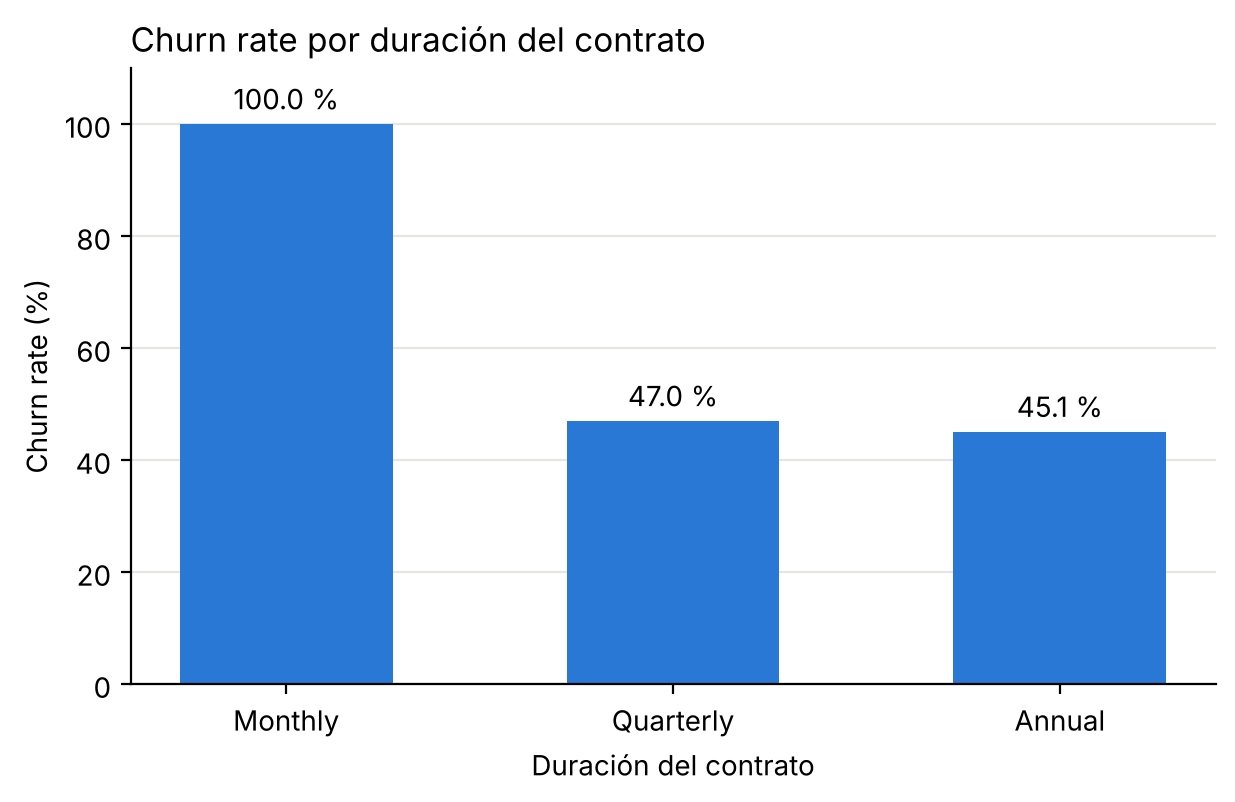 Churn rate por duración del contrato
100.0 %
100
80
60
47.0 %
45.1 %
40
20
0
Churn rate (%)
Monthly
Quarterly
Annual
Duración del contrato